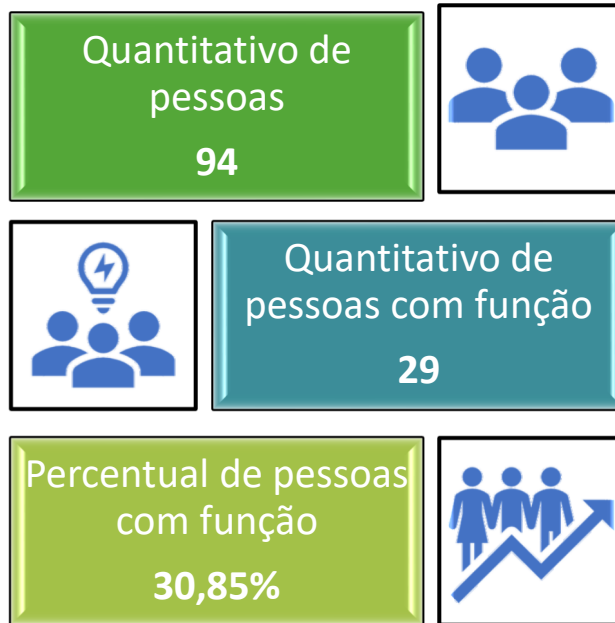 Quantitativo de
pessoas
94
Quantitativo de
pessoas com função
29
Percentual de pessoas
com função
30,85%